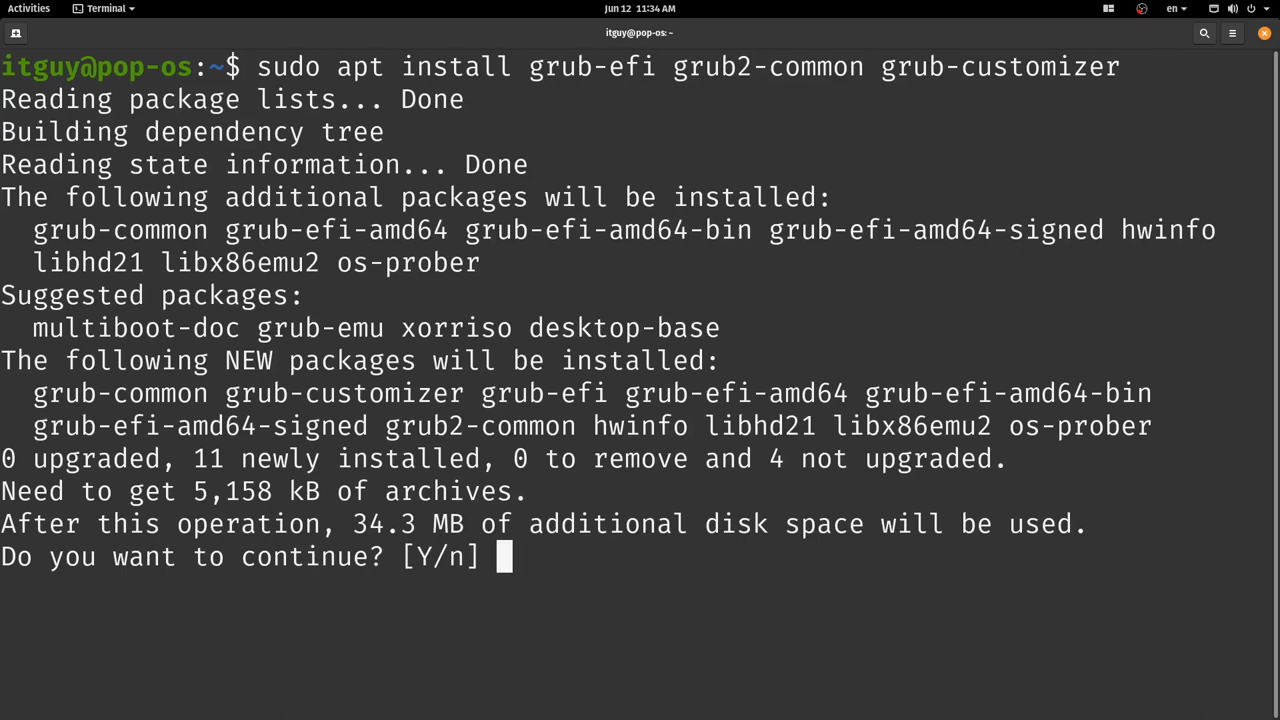 Activities
Terminal
Jun 12 11:34 AM
en
itguy@pop-os: ~
itguy@pop-os:~$ sudo apt install grub-efi grub2-common grub-customizer
Reading package lists... Done
Building dependency tree
Reading state information... Done
The following additional packages will be installed:
grub-common grub-efi-amd64 grub-efi-amd64-bin grub-efi-amd64-signed hwinfo
libhd21 libx86emu2 os-prober
Suggested packages:
multiboot-doc grub-emu xorriso desktop-base
The following NEW packages will be installed:
grub-common grub-customizer grub-efi grub-efi-amd64 grub-efi-amd64-bin
grub-efi-amd64-signed grub2-common hwinfo libhd21 libx86emu2 os-prober
0 upgraded, 11 newly installed, 0 to remove and 4 not upgraded.
Need to get 5,158 kB of archives.
After this operation, 34.3 MB of additional disk space will be used.
Do you want to continue? [Y/n]